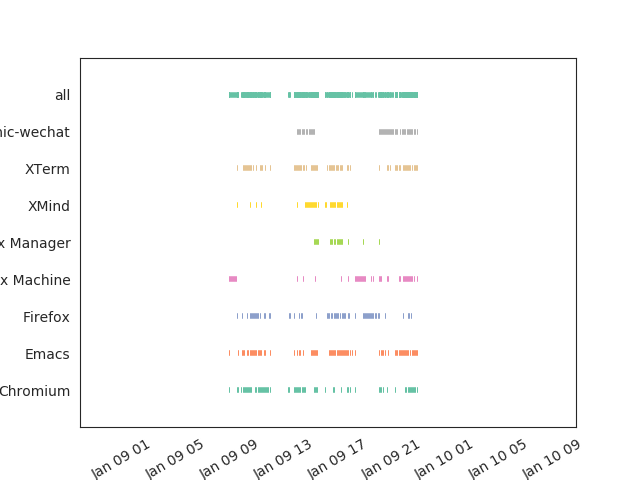 all
nic-wechat
XTerm
XMind
x Manager
x Machine
Firefox
Emacs
Chromium
Jan 09 01
Jan 09 05
Jan 09 09
Jan 09 13
Jan 09 17
Jan 09 21
Jan 10 01
Jan 10 05
Jan 10 09